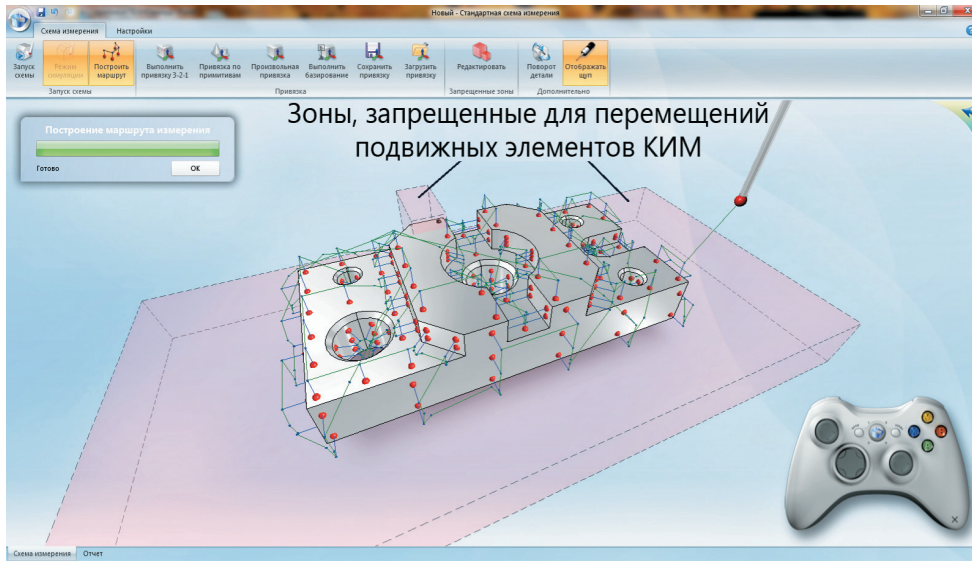 Новый - Стандартная схема измерения
Схема измерения Настройки
Запуск схемы
Режим симуляции
Построить маршрут
Выполнить привязку 3-2-1
Привязка по примитивам
Произвольная привязка
Выполнить базирование
Сохранить привязку
Загрузить привязку
Редактировать
Поворот детали
Отображать щуп
Запуск схемы Привязка Запрещенные зоны Дополнительно
Зоны, запрещенные для перемещений
подвижных элементов КИМ
Построение маршрута измерения
Готово OK
Схема измерения Отчет